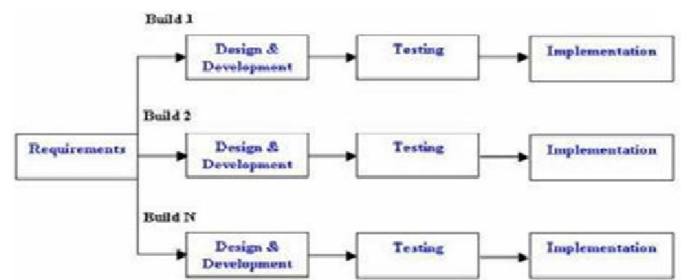 Build 1
Design &
Development
Testing
Implementation
Build 2
Requirements
Design &
Development
Testing
Implementation
Build N
Design &
Development
Testing
Implementation